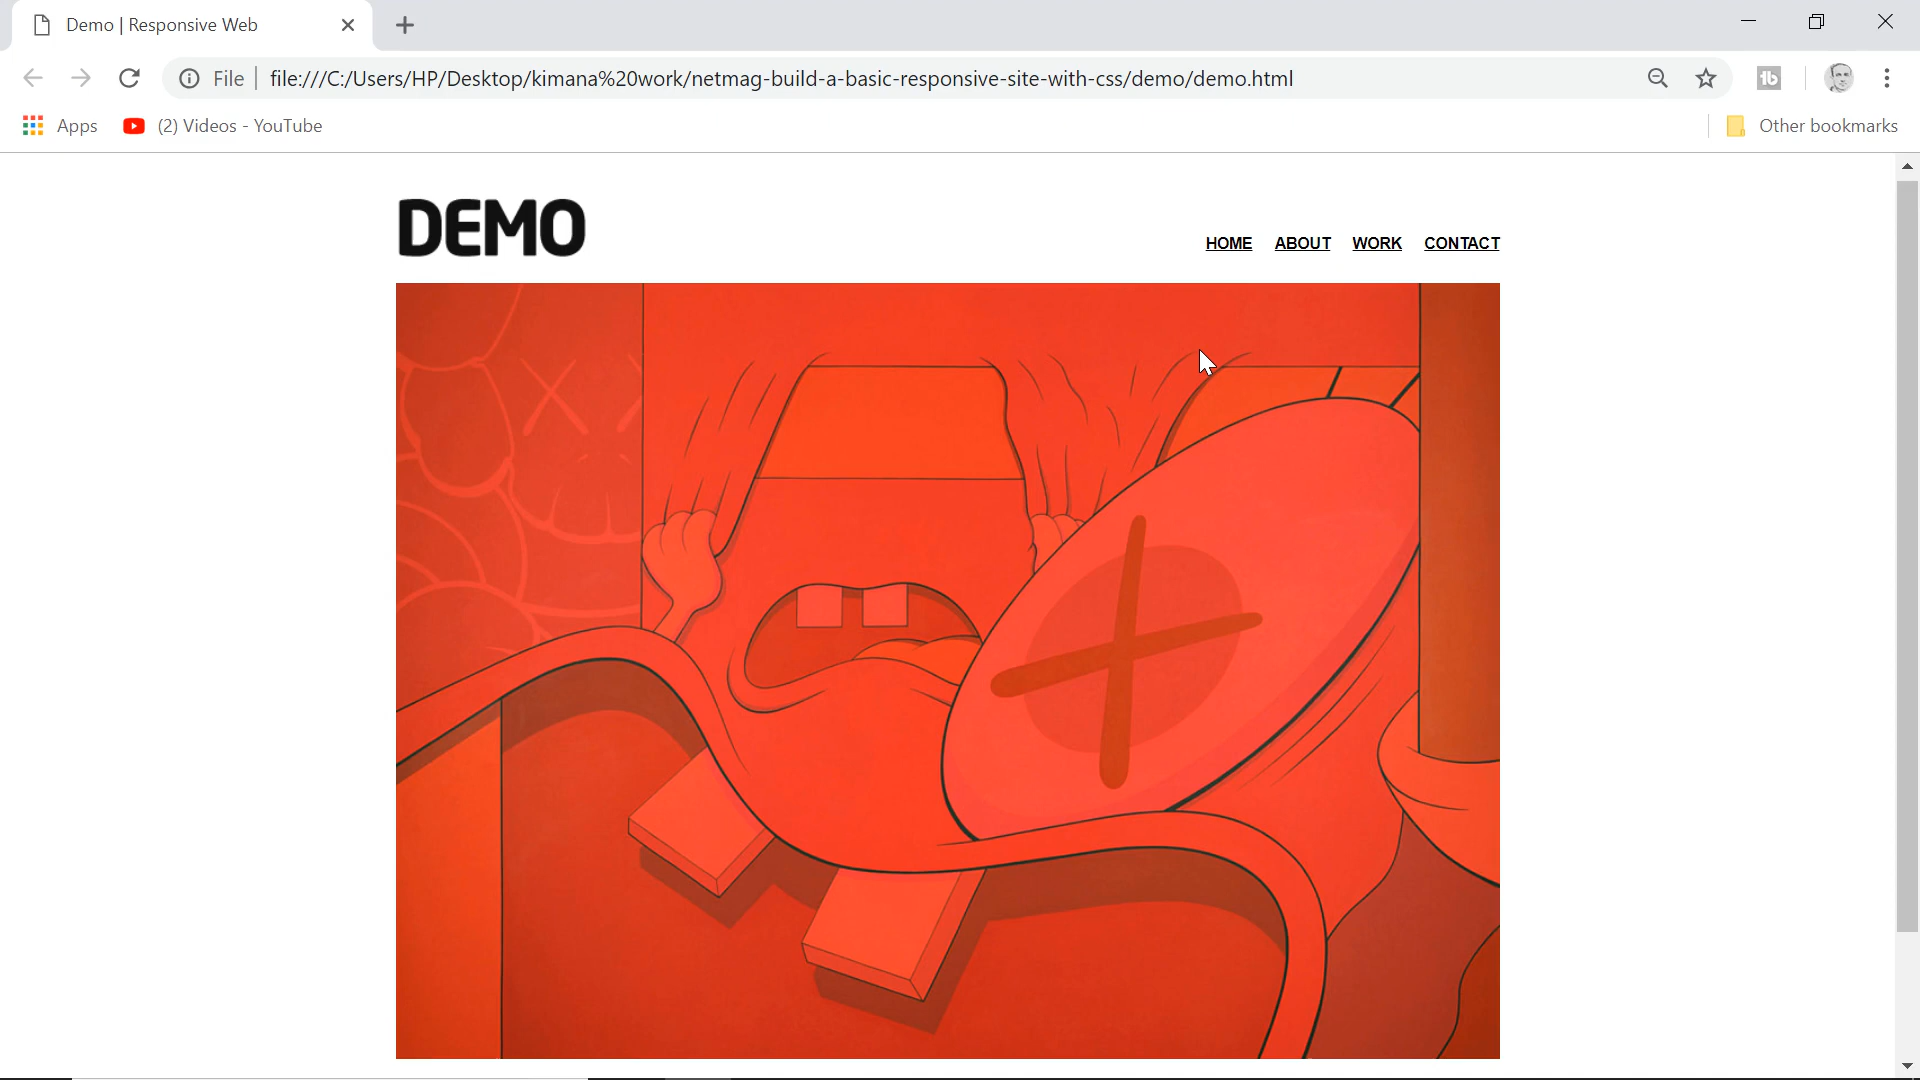 Demo | Responsive Web
File
file:///C:/Users/HP/Desktop/kimana%20work/netmag-build-a-basic-responsive-site-with-css/demo/demo.html
Apps
(2) Videos - YouTube
Other bookmarks
DEMO
HOME ABOUT WORK CONTACT